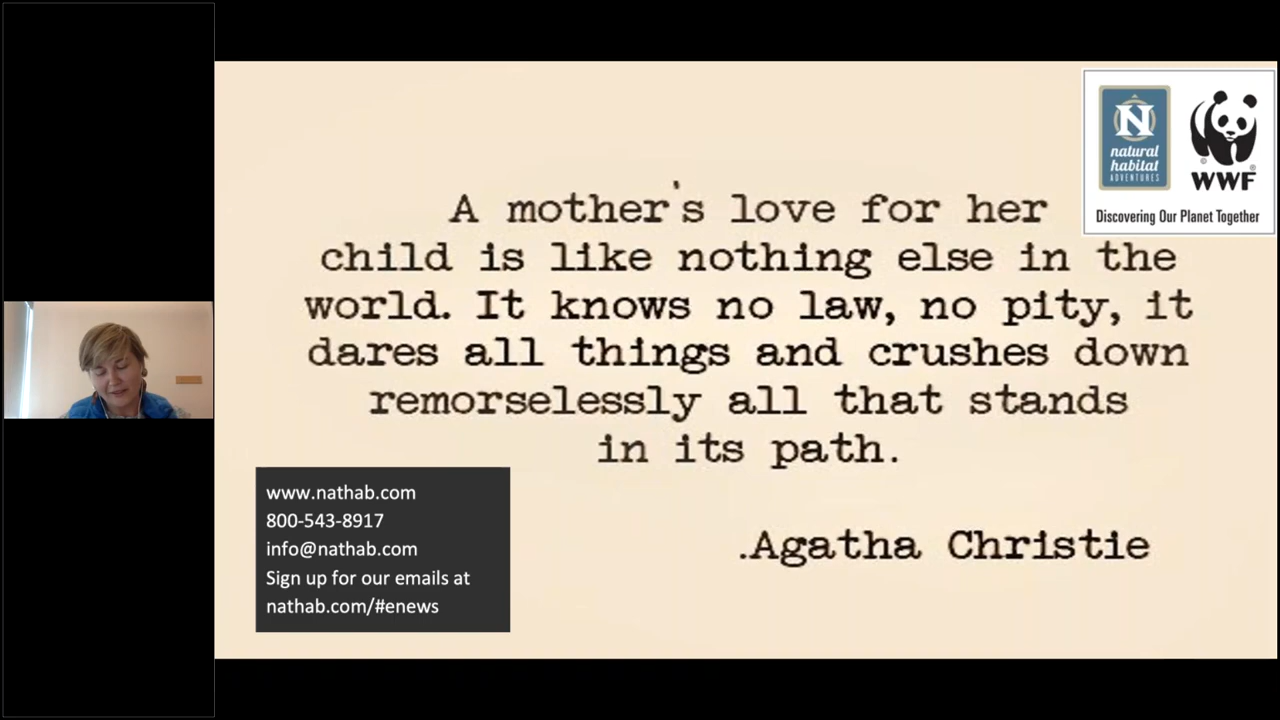 A mother's love for her
child is like nothing else in the
world. It knows no law, no pity, it
dares all things and crushes down
remorselessly all that stands
in its path.
.Agatha Christie
www.nathab.com
800-543-8917
info@nathab.com
Sign up for our emails at
nathab.com/#enews
N
natural
habitat
ADVENTURES
WWF
Discovering Our Planet Together